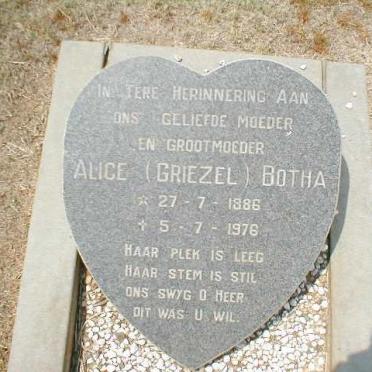 IN TERE HERINNERING AAN
ONS GELIEFDE MOEDER
EN GROOTMOEDER
ALICE (GRIEZEL) BOTHA
☆ 27 - 7 - 1886
✝ 5 - 7 - 1976
HAAR PLEK IS LEEG
HAAR STEM IS STIL
ONS SWYG O HEER
DIT WAS U WIL.